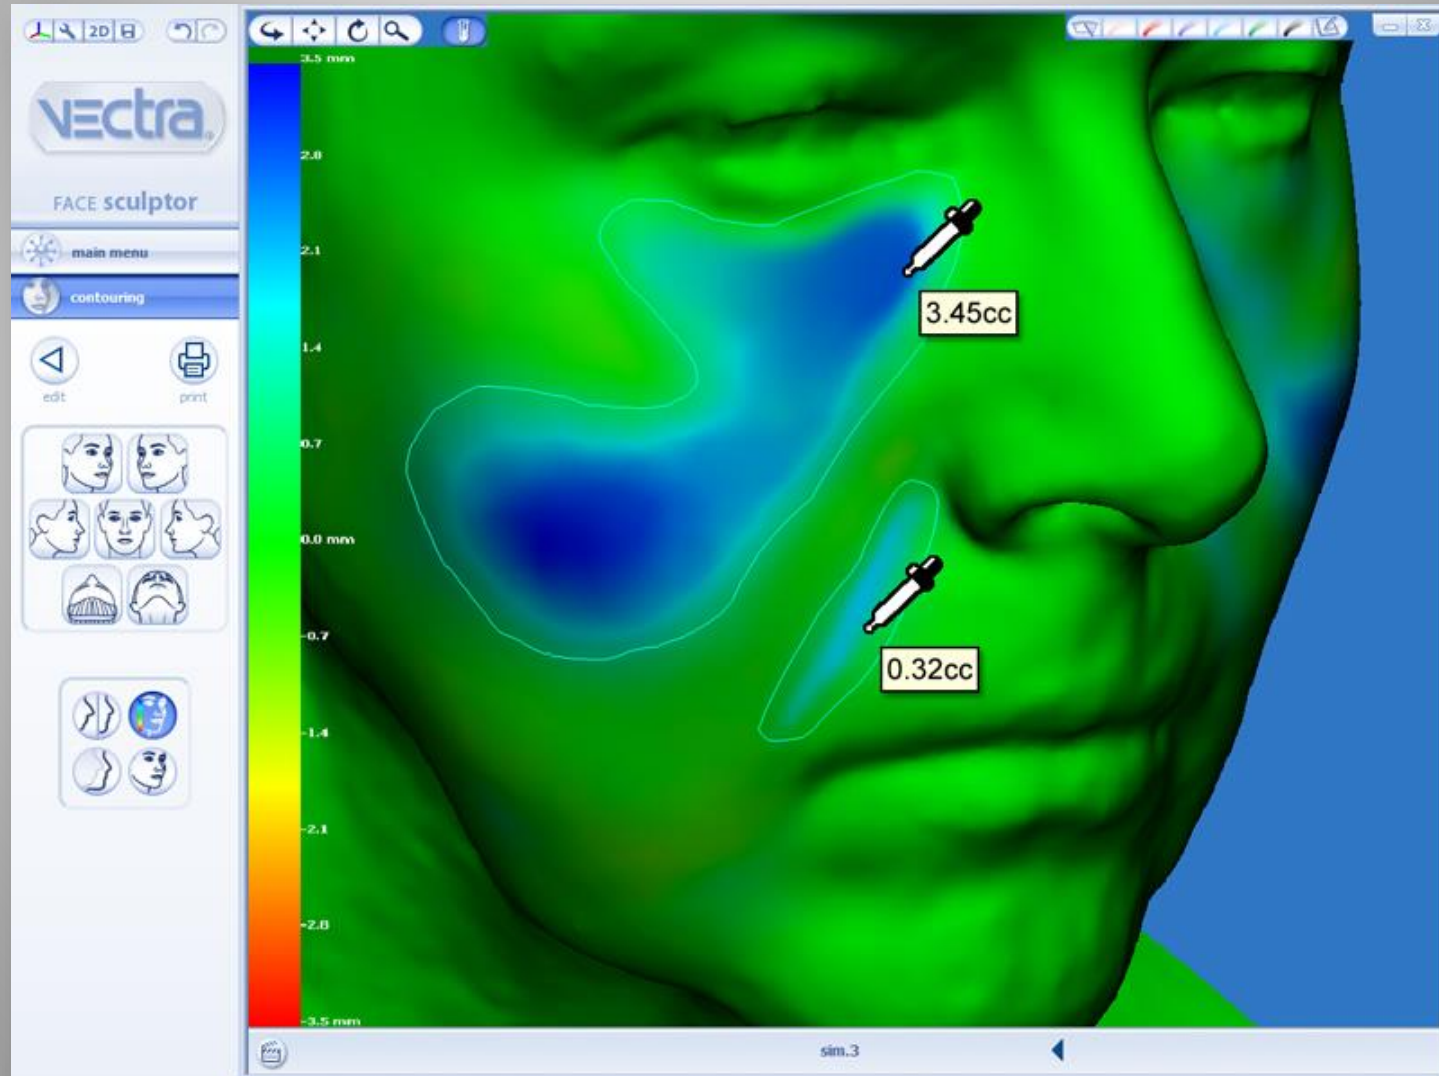 2D
VECTRA®
FACE sculptor
main menu
contouring
edit
print
3.5 mm
2.8
2.1
1.4
0.7
0.0 mm
-0.7
-1.4
-2.1
-2.8
-3.5 mm
3.45cc
0.32cc
sim.3